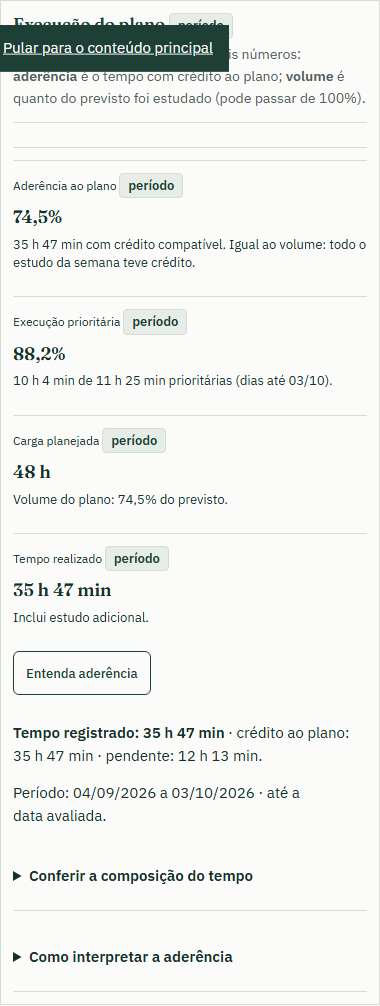 Execução do plano período
Pular para o conteúdo principal
is números:
aderência é o tempo com crédito ao plano; volume é
quanto do previsto foi estudado (pode passar de 100%).
Aderência ao plano período
74,5%
35 h 47 min com crédito compatível. Igual ao volume: todo o
estudo da semana teve crédito.
Execução prioritária período
88,2%
10 h 4 min de 11 h 25 min prioritárias (dias até 03/10).
Carga planejada período
48 h
Volume do plano: 74,5% do previsto.
Tempo realizado período
35 h 47 min
Inclui estudo adicional.
Entenda aderência
Tempo registrado: 35 h 47 min · crédito ao plano:
35 h 47 min · pendente: 12 h 13 min.
Período: 04/09/2026 a 03/10/2026 · até a
data avaliada.
Conferir a composição do tempo
Como interpretar a aderência